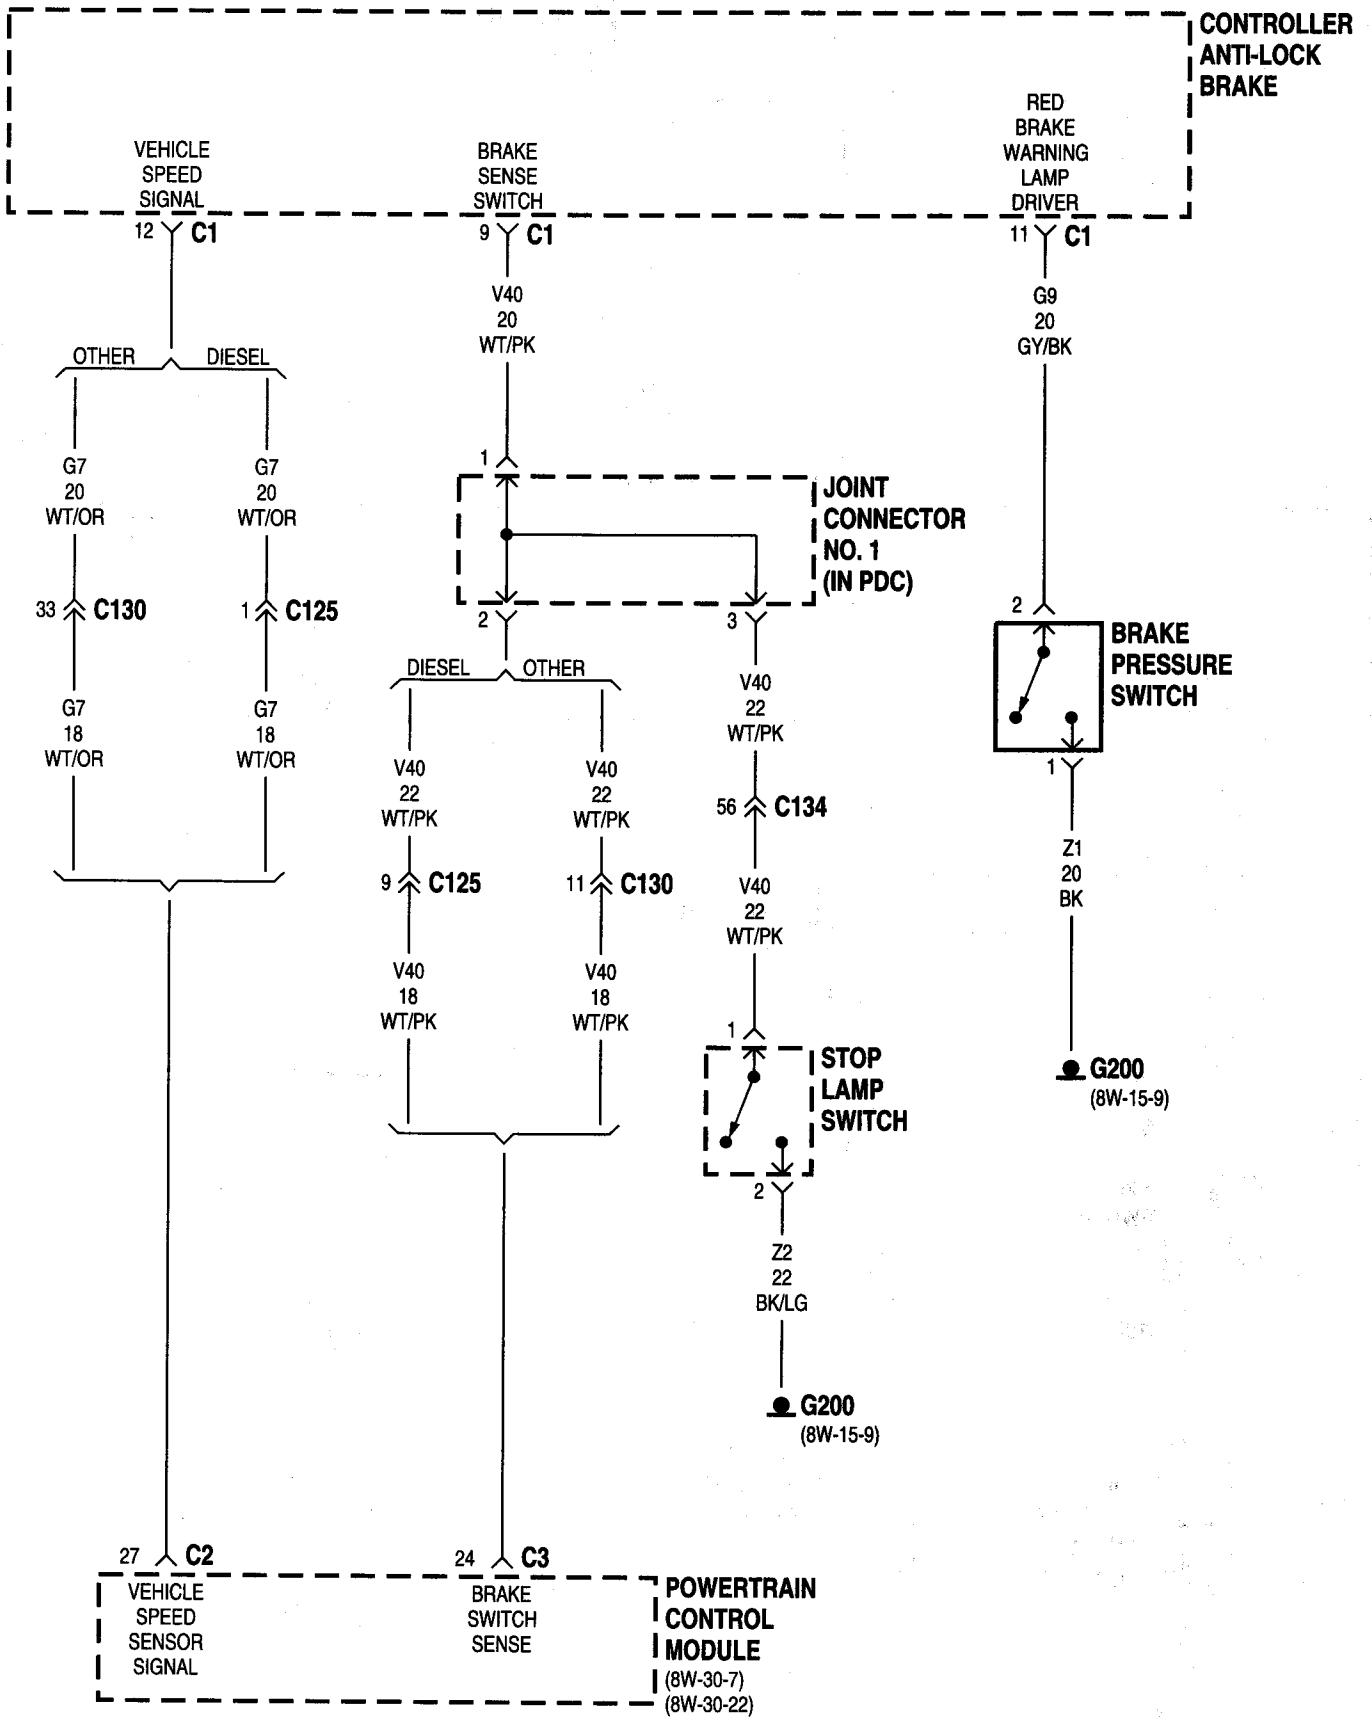 CONTROLLER
ANTI-LOCK
BRAKE
VEHICLE
SPEED
SIGNAL
BRAKE
SENSE
SWITCH
RED
BRAKE
WARNING
LAMP
DRIVER
12 C1
9 C1
11 C1
V40
20
WT/PK
G9
20
GY/BK
OTHER DIESEL
G7
20
WT/OR
G7
20
WT/OR
33 C130
1 C125
G7
18
WT/OR
G7
18
WT/OR
1
JOINT
CONNECTOR
NO. 1
(IN PDC)
2
3
DIESEL OTHER
V40
22
WT/PK
V40
22
WT/PK
9 C125
11 C130
V40
18
WT/PK
V40
18
WT/PK
V40
22
WT/PK
56 C134
V40
22
WT/PK
1
STOP
LAMP
SWITCH
2
Z2
22
BK/LG
G200
(8W-15-9)
2
BRAKE
PRESSURE
SWITCH
1
Z1
20
BK
G200
(8W-15-9)
27 C2
24 C3
VEHICLE
SPEED
SENSOR
SIGNAL
BRAKE
SWITCH
SENSE
POWERTRAIN
CONTROL
MODULE
(8W-30-7)
(8W-30-22)